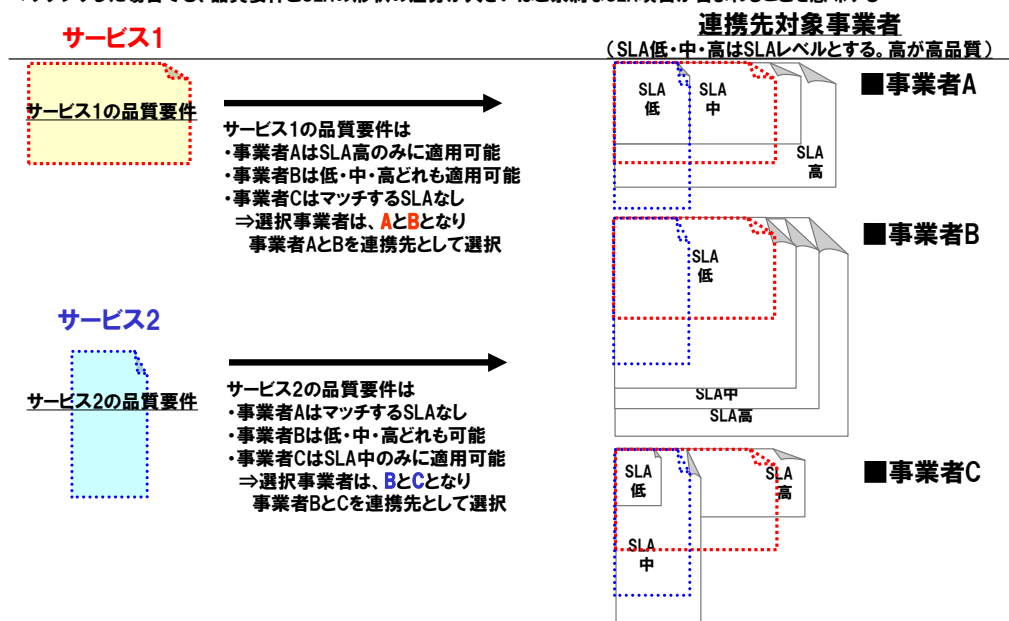 連携先対象事業者
サービス1
（SLA低・中・高はSLAレベルとする。高が高品質）
サービス1の品質要件
サービス1の品質要件は
・事業者AはSLA高のみに適用可能
・事業者Bは低・中・高どれも適用可能
・事業者CはマッチするSLAなし
⇒選択事業者は、AとBとなり
事業者AとBを連携先として選択
SLA
低
SLA
中
SLA
高
■事業者A
SLA
低
SLA中
SLA高
■事業者B
サービス2
サービス2の品質要件
サービス2の品質要件は
・事業者AはマッチするSLAなし
・事業者Bは低・中・高どれも可能
・事業者CはSLA中のみに適用可能
⇒選択事業者は、BとCとなり
事業者BとCを連携先として選択
SLA
低
SLA
高
SLA
中
■事業者C